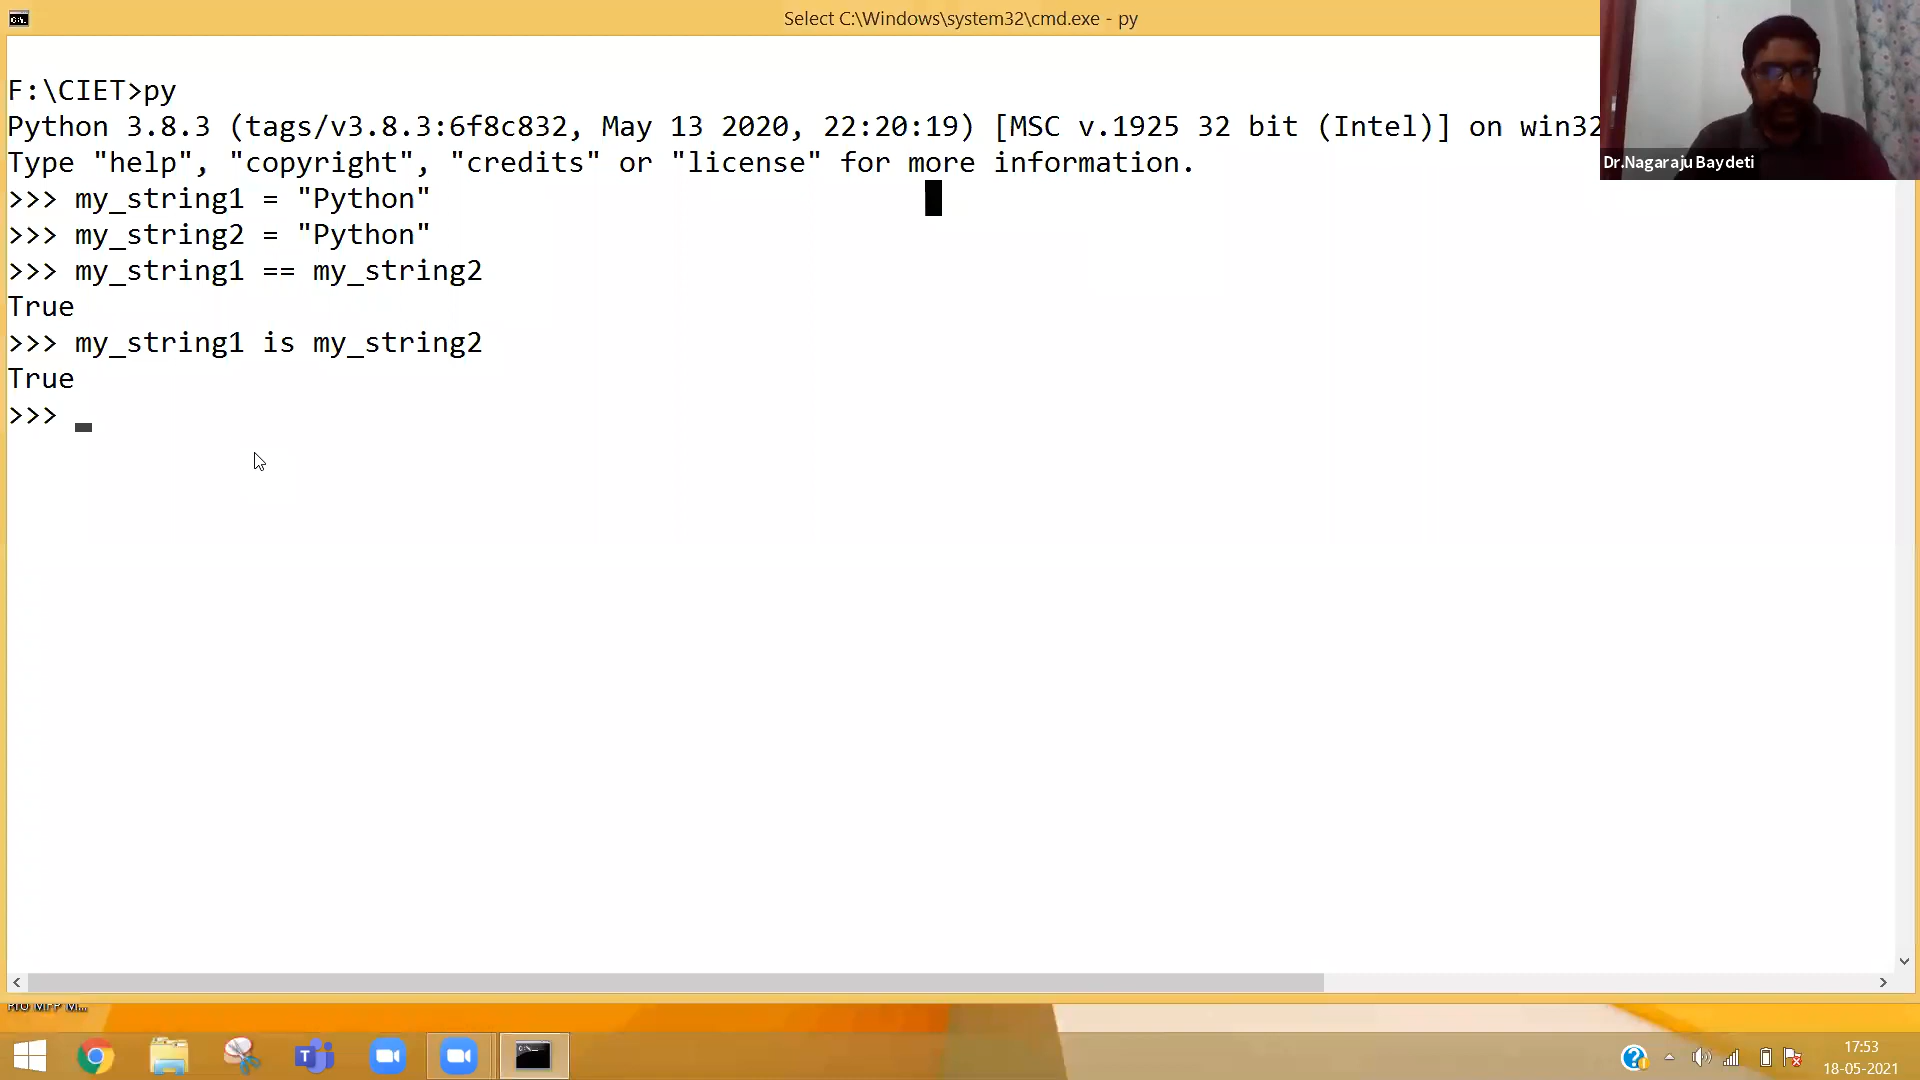 Select C:\Windows\system32\cmd.exe - py
F:\CIET>py
Python 3.8.3 (tags/v3.8.3:6f8c832, May 13 2020, 22:20:19) [MSC v.1925 32 bit (Intel)] on win32
Type "help", "copyright", "credits" or "license" for more information.
>>> my_string1 = "Python"
>>> my_string2 = "Python"
>>> my_string1 == my_string2
True
>>> my_string1 is my_string2
True
>>>
Dr.Nagaraju Baydeti
17:53
18-05-2021